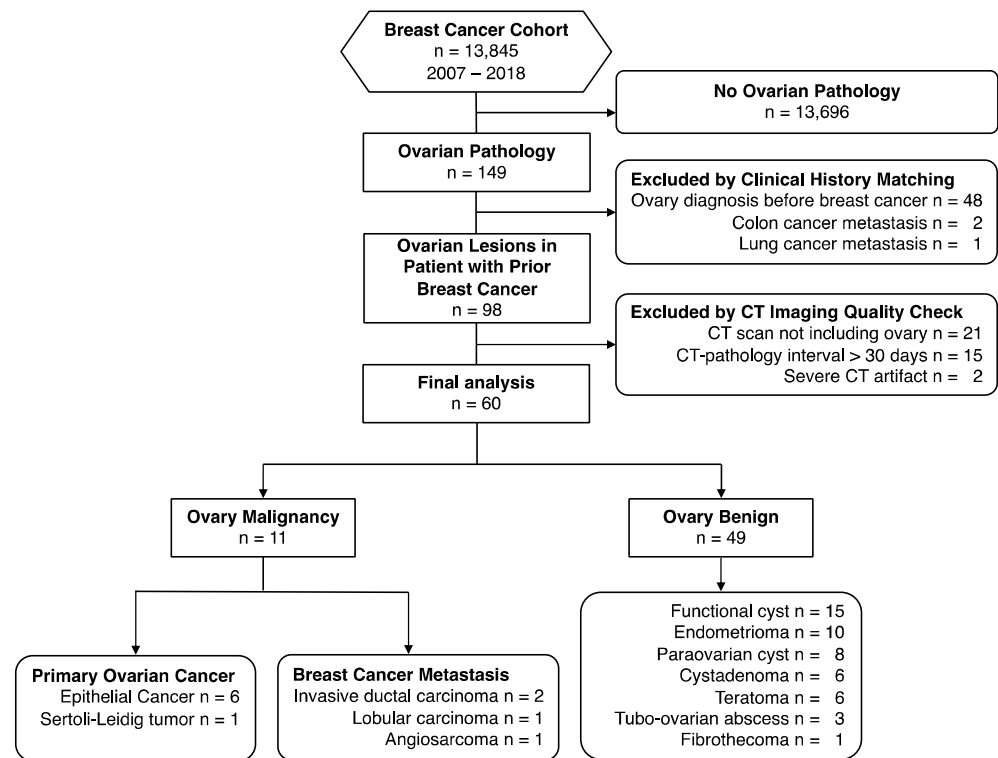 Breast Cancer Cohort
n = 13,845
2007 – 2018
No Ovarian Pathology
n = 13,696
Ovarian Pathology
n = 149
Excluded by Clinical History Matching
Ovary diagnosis before breast cancer n = 48
Colon cancer metastasis n = 2
Lung cancer metastasis n = 1
Ovarian Lesions in
Patient with Prior
Breast Cancer
n = 98
Excluded by CT Imaging Quality Check
CT scan not including ovary n = 21
CT-pathology interval > 30 days n = 15
Severe CT artifact n = 2
Final analysis
n = 60
Ovary Malignancy
n = 11
Ovary Benign
n = 49
Primary Ovarian Cancer
Epithelial Cancer n = 6
Sertoli-Leidig tumor n = 1
Breast Cancer Metastasis
Invasive ductal carcinoma n = 2
Lobular carcinoma n = 1
Angiosarcoma n = 1
Functional cyst n = 15
Endometrioma n = 10
Paraovarian cyst n = 8
Cystadenoma n = 6
Teratoma n = 6
Tubo-ovarian abscess n = 3
Fibrothecoma n = 1